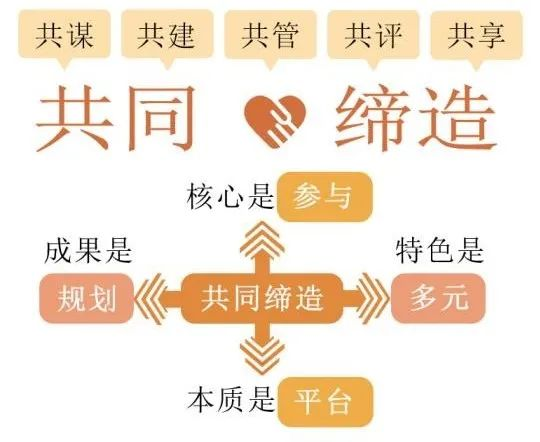 共谋 共建 共管 共评 共享
共同 缔造
核心是 参与
成果是 特色是
规划 共同缔造 多元
本质是 平台